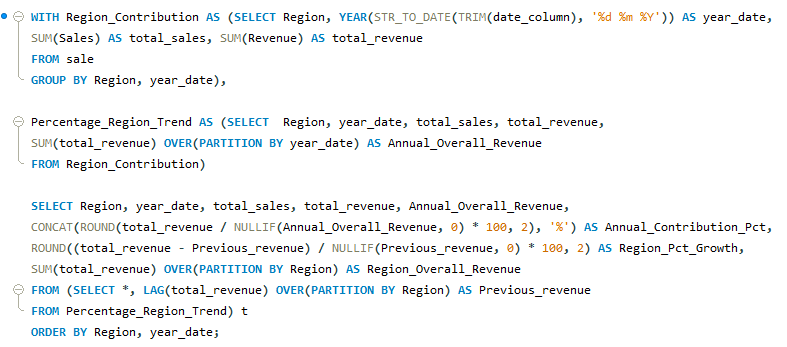 WITH Region_Contribution AS (SELECT Region, YEAR(STR_TO_DATE(TRIM(date_column), '%d %m %Y')) AS year_date,
SUM(Sales) AS total_sales, SUM(Revenue) AS total_revenue
FROM sale
GROUP BY Region, year_date),
Percentage_Region_Trend AS (SELECT  Region, year_date, total_sales, total_revenue,
SUM(total_revenue) OVER(PARTITION BY year_date) AS Annual_Overall_Revenue
FROM Region_Contribution)
SELECT Region, year_date, total_sales, total_revenue, Annual_Overall_Revenue,
CONCAT(ROUND(total_revenue / NULLIF(Annual_Overall_Revenue, 0) * 100, 2), '%') AS Annual_Contribution_Pct,
ROUND((total_revenue - Previous_revenue) / NULLIF(Previous_revenue, 0) * 100, 2) AS Region_Pct_Growth,
SUM(total_revenue) OVER(PARTITION BY Region) AS Region_Overall_Revenue
FROM (SELECT *, LAG(total_revenue) OVER(PARTITION BY Region) AS Previous_revenue
FROM Percentage_Region_Trend) t
ORDER BY Region, year_date;